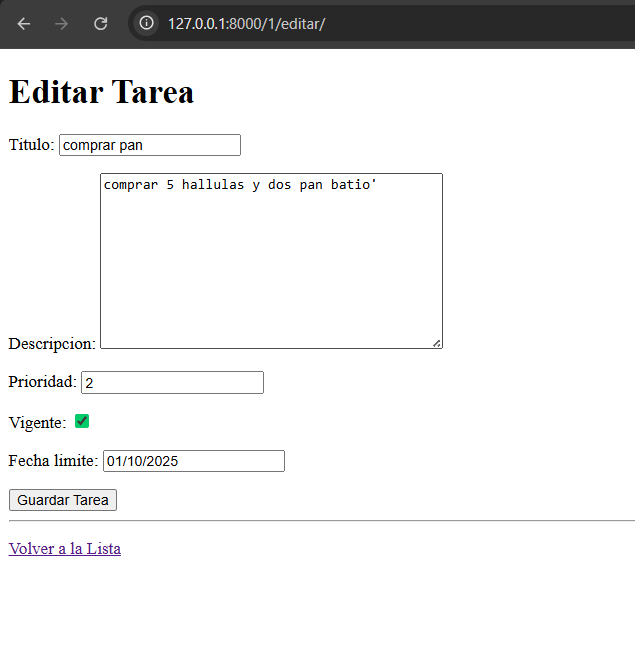 127.0.0.1:8000/1/editar/
Editar Tarea
Titulo: comprar pan
comprar 5 hallulas y dos pan batio'
Descripcion:
Prioridad: 2
Vigente:
Fecha limite: 01/10/2025
Guardar Tarea
Volver a la Lista